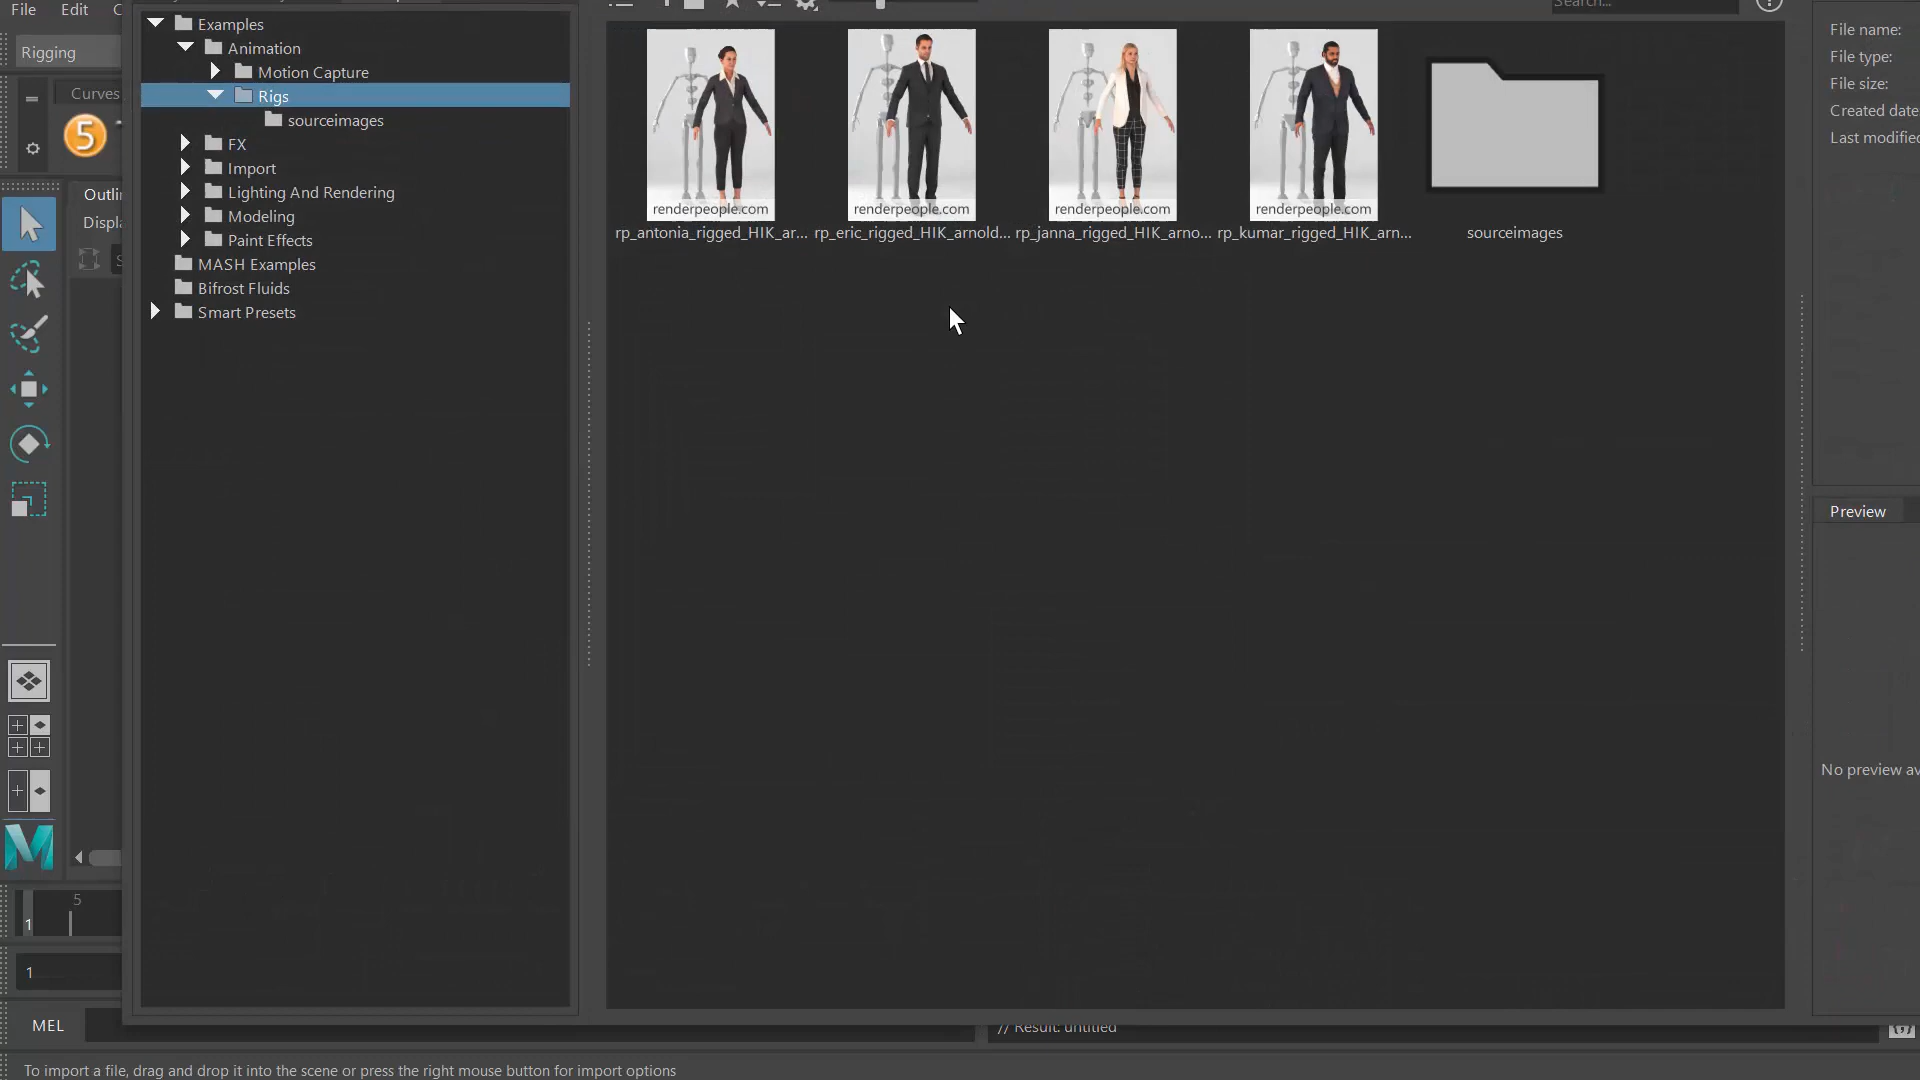 File Edit
Search...
Rigging
Curves
5
Outli
Displa
S
Examples
Animation
Motion Capture
Rigs
sourceimages
FX
Import
Lighting And Rendering
Modeling
Paint Effects
MASH Examples
Bifrost Fluids
Smart Presets
renderpeople.com renderpeople.com renderpeople.com renderpeople.com
rp_antonia_rigged_HIK_ar... rp_eric_rigged_HIK_arnold... rp_janna_rigged_HIK_arno... rp_kumar_rigged_HIK_arn... sourceimages
File name:
File type:
File size:
Created date
Last modified
Preview
No preview av
M
5
1
1
MEL
// Result: untitled
To import a file, drag and drop it into the scene or press the right mouse button for import options